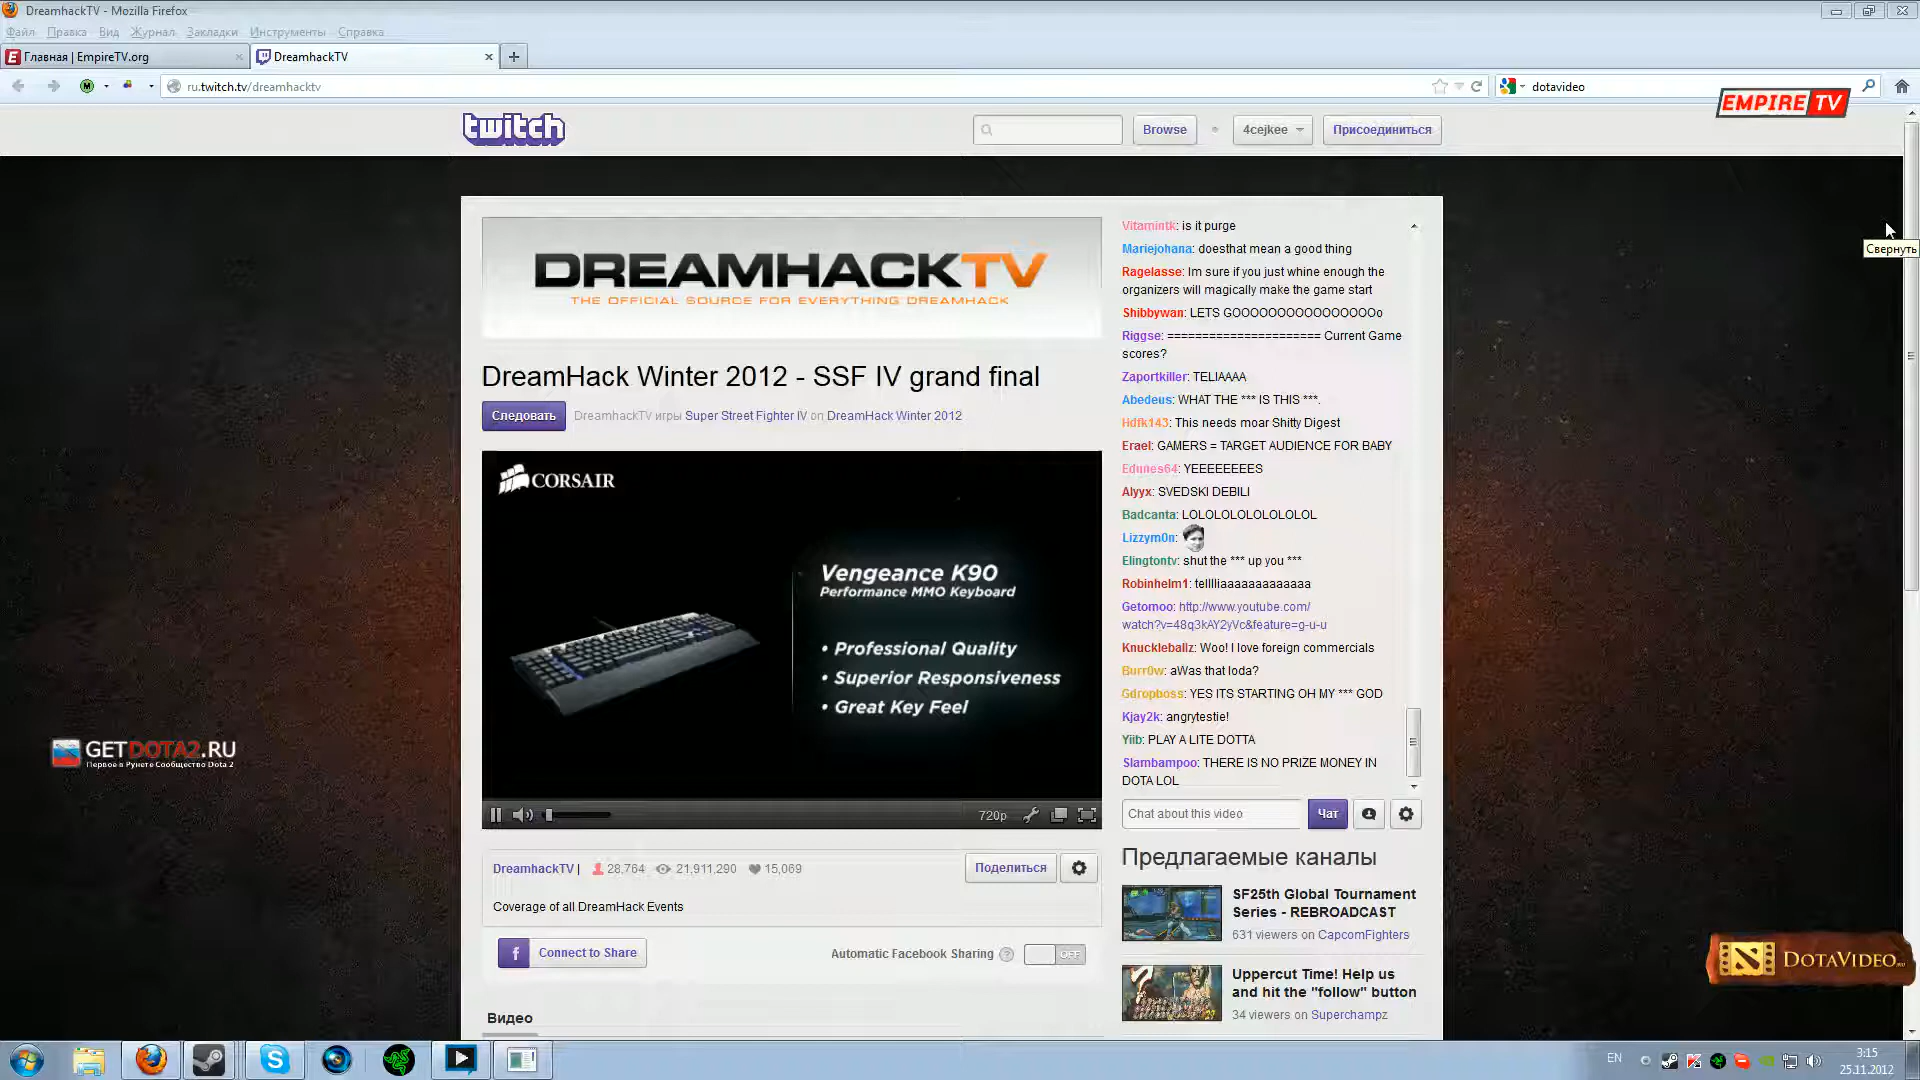 DreamhackTV - Mozilla Firefox
Файл Правка Вид Журнал Закладки Инструменты Справка
Главная | EmpireTV.org
DreamhackTV
ru.twitch.tv/dreamhacktv
dotavideo
EMPIRE TV
twitch
Browse
4cejkee
Присоединиться
Свернуть
DREAMHACKTV
THE OFFICIAL SOURCE FOR EVERYTHING DREAMHACK
DreamHack Winter 2012 - SSF IV grand final
Следовать
DreamhackTV игры Super Street Fighter IV on DreamHack Winter 2012
CORSAIR
Vengeance K90
Performance MMO Keyboard
• Professional Quality
• Superior Responsiveness
• Great Key Feel
720p
DreamhackTV |
28,764
21,911,290
15,069
Поделиться
Coverage of all DreamHack Events
f
Connect to Share
Automatic Facebook Sharing
?
OFF
Видео
Vitamintk: is it purge
Mariejohana: doesthat mean a good thing
Ragelasse: Im sure if you just whine enough the
organizers will magically make the game start
Shibbywan: LETS GOOOOOOOOOOOOOOOOo
Riggse: ====================== Current Game
scores?
Zaportkiller: TELIAAAA
Abedeus: WHAT THE *** IS THIS ***.
Hdfk143: This needs moar Shitty Digest
Erael: GAMERS = TARGET AUDIENCE FOR BABY
Edunes64: YEEEEEEEES
Alyyx: SVEDSKI DEBILI
Badcanta: LOLOLOLOLOLOLOLOL
Lizzym0n:
Elingtontv: shut the *** up you ***
Robinhelm1: tellllliaaaaaaaaaaaaa
Getomoo: http://www.youtube.com/
watch?v=48q3kAY2yVc&feature=g-u-u
Knuckleballz: Woo! I love foreign commercials
Burr0w: aWas that loda?
Gdropboss: YES ITS STARTING OH MY *** GOD
Kjay2k: angrytestie!
Yiib: PLAY A LITE DOTTA
Slambampoo: THERE IS NO PRIZE MONEY IN
DOTA LOL
Chat about this video
Чат
Предлагаемые каналы
SF25th Global Tournament
Series - REBROADCAST
631 viewers on CapcomFighters
Uppercut Time! Help us
and hit the "follow" button
34 viewers on Superchampz
GETDOTA2.RU
Первое в Рунете Сообщество Dota 2
DOTAVIDEO
EN
3:15
25.11.2012